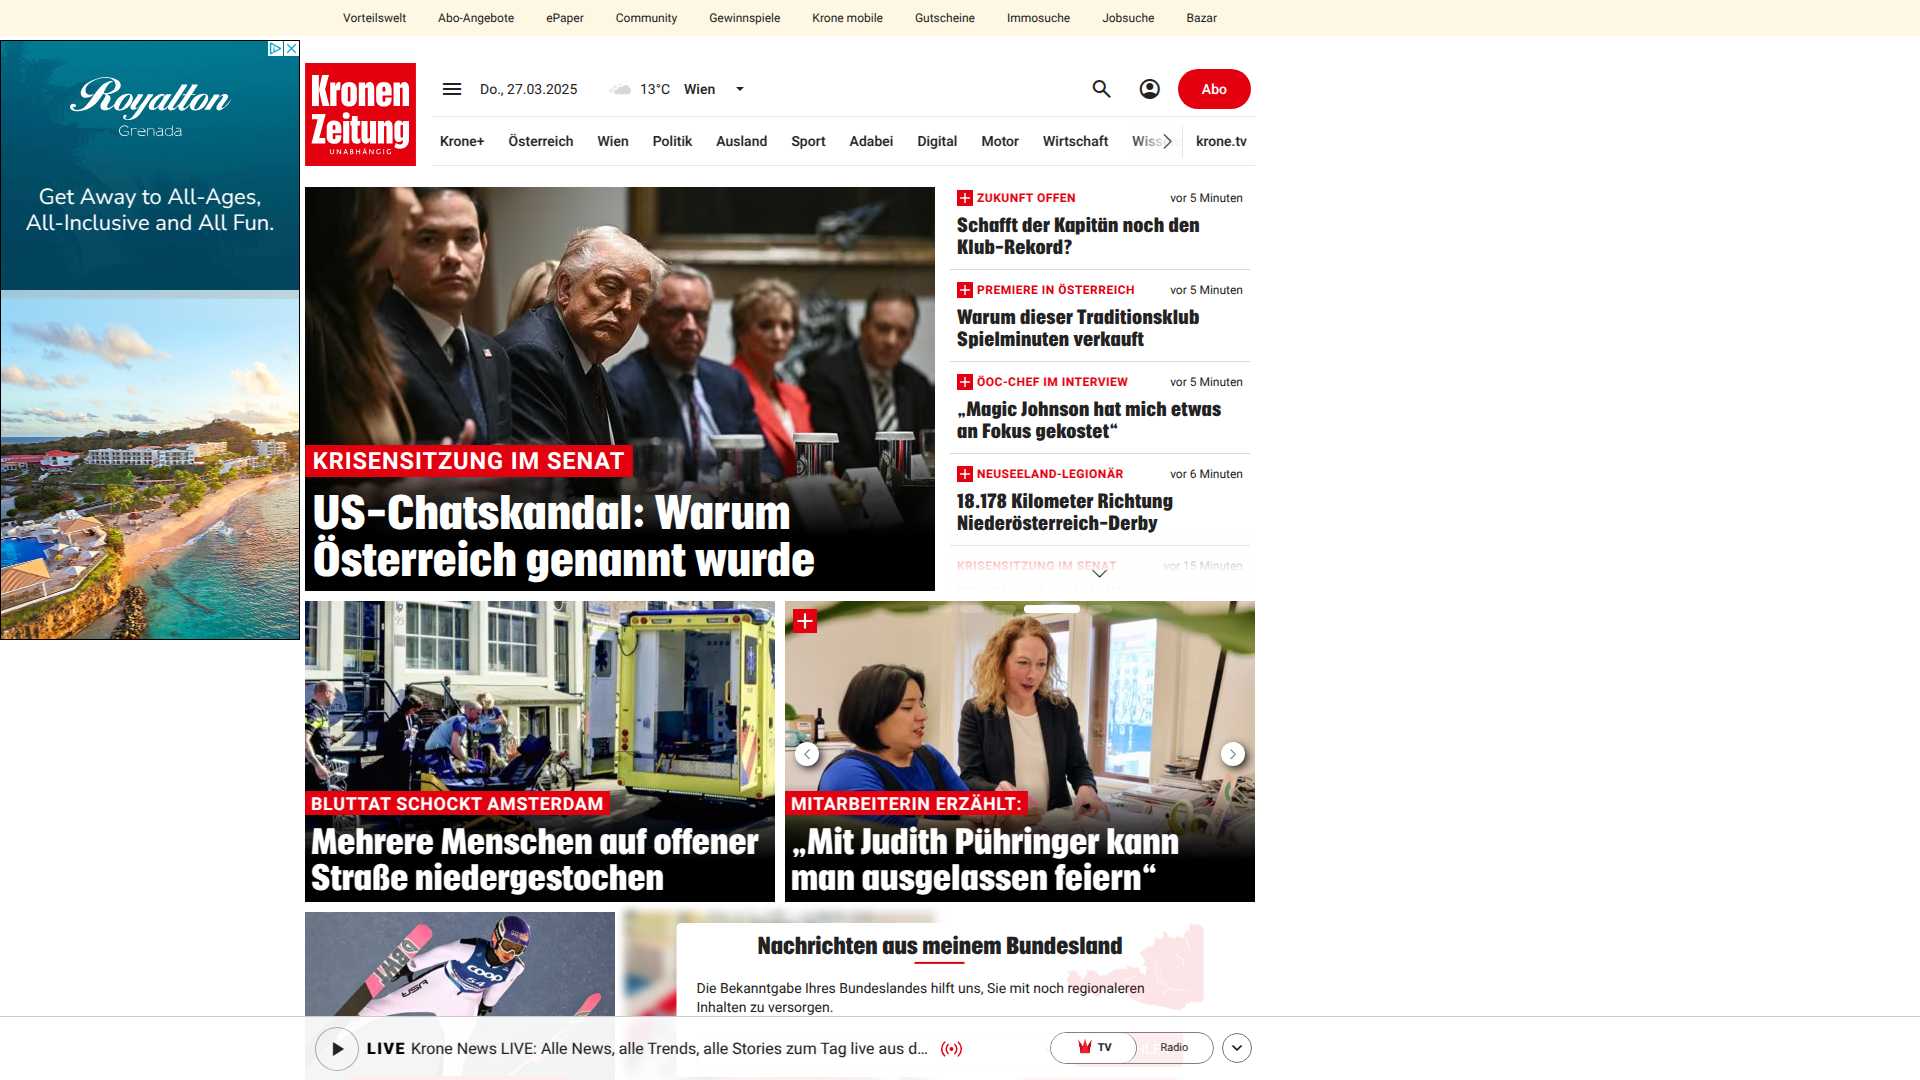 Vorteilswelt Abo-Angebote ePaper Community Gewinnspiele Krone mobile Gutscheine Immosuche Jobsuche Bazar
Royalton
Grenada
Get Away to All-Ages,
All-Inclusive and All Fun.
Kronen
Zeitung
UNABHÄNGIG
Do., 27.03.2025 13°C Wien
Abo
Krone+ Österreich Wien Politik Ausland Sport Adabei Digital Motor Wirtschaft Wiss krone.tv
KRISENSITZUNG IM SENAT
US-Chatskandal: Warum
Österreich genannt wurde
ZUKUNFT OFFEN vor 5 Minuten
Schafft der Kapitän noch den
Klub-Rekord?
PREMIERE IN ÖSTERREICH vor 5 Minuten
Warum dieser Traditionsklub
Spielminuten verkauft
ÖOC-CHEF IM INTERVIEW vor 5 Minuten
„Magic Johnson hat mich etwas
an Fokus gekostet“
NEUSEELAND-LEGIONÄR vor 6 Minuten
18.178 Kilometer Richtung
Niederösterreich-Derby
KRISENSITZUNG IM SENAT vor 15 Minuten
BLUTTAT SCHOCKT AMSTERDAM
Mehrere Menschen auf offener
Straße niedergestochen
MITARBEITERIN ERZÄHLT:
„Mit Judith Pühringer kann
man ausgelassen feiern“
coop
54
Nachrichten aus meinem Bundesland
Die Bekanntgabe Ihres Bundeslandes hilft uns, Sie mit noch regionaleren
Inhalten zu versorgen.
LIVE Krone News LIVE: Alle News, alle Trends, alle Stories zum Tag live aus d...
TV Radio